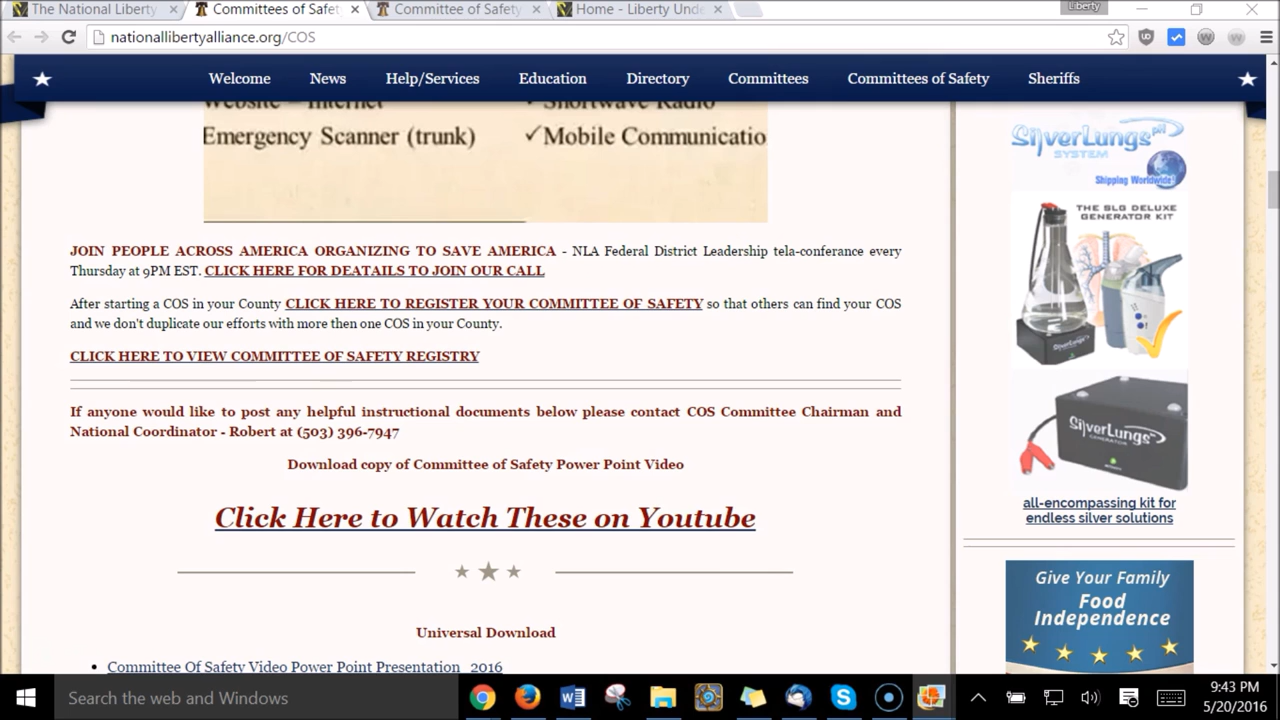 The National Liberty
Committees of Safet
Committee of Safety
Home - Liberty Und
Liberty
nationallibertyalliance.org/COS
Welcome
News
Help/Services
Education
Directory
Committees
Committees of Safety
Sheriffs
Website – Internet
✓Shortwave Radio
Emergency Scanner (trunk)
✓Mobile Communicatio
JOIN PEOPLE ACROSS AMERICA ORGANIZING TO SAVE AMERICA - NLA Federal District Leadership tela-conferance every
Thursday at 9PM EST. CLICK HERE FOR DEATAILS TO JOIN OUR CALL
After starting a COS in your County CLICK HERE TO REGISTER YOUR COMMITTEE OF SAFETY so that others can find your COS
and we don't duplicate our efforts with more then one COS in your County.
CLICK HERE TO VIEW COMMITTEE OF SAFETY REGISTRY
If anyone would like to post any helpful instructional documents below please contact COS Committee Chairman and
National Coordinator - Robert at (503) 396-7947
Download copy of Committee of Safety Power Point Video
Click Here to Watch These on Youtube
Universal Download
Committee Of Safety Video Power Point Presentation_2016
SilverLungs
SYSTEM
Shipping Worldwide!
THE SLG DELUXE
GENERATOR KIT
SILVERLUNGS
SilverLungs
GENERATOR
all-encompassing kit for
endless silver solutions
Give Your Family
Food
Independence
Search the web and Windows
9:43 PM
5/20/2016